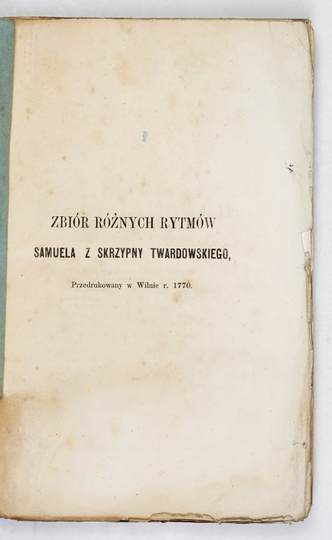 ZBIÓR RÓŻNYCH RYTMÓW
SAMUELA Z SKRZYPNY TWARDOWSKIEGO,
Przedrukowany w Wilnie r. 1770.